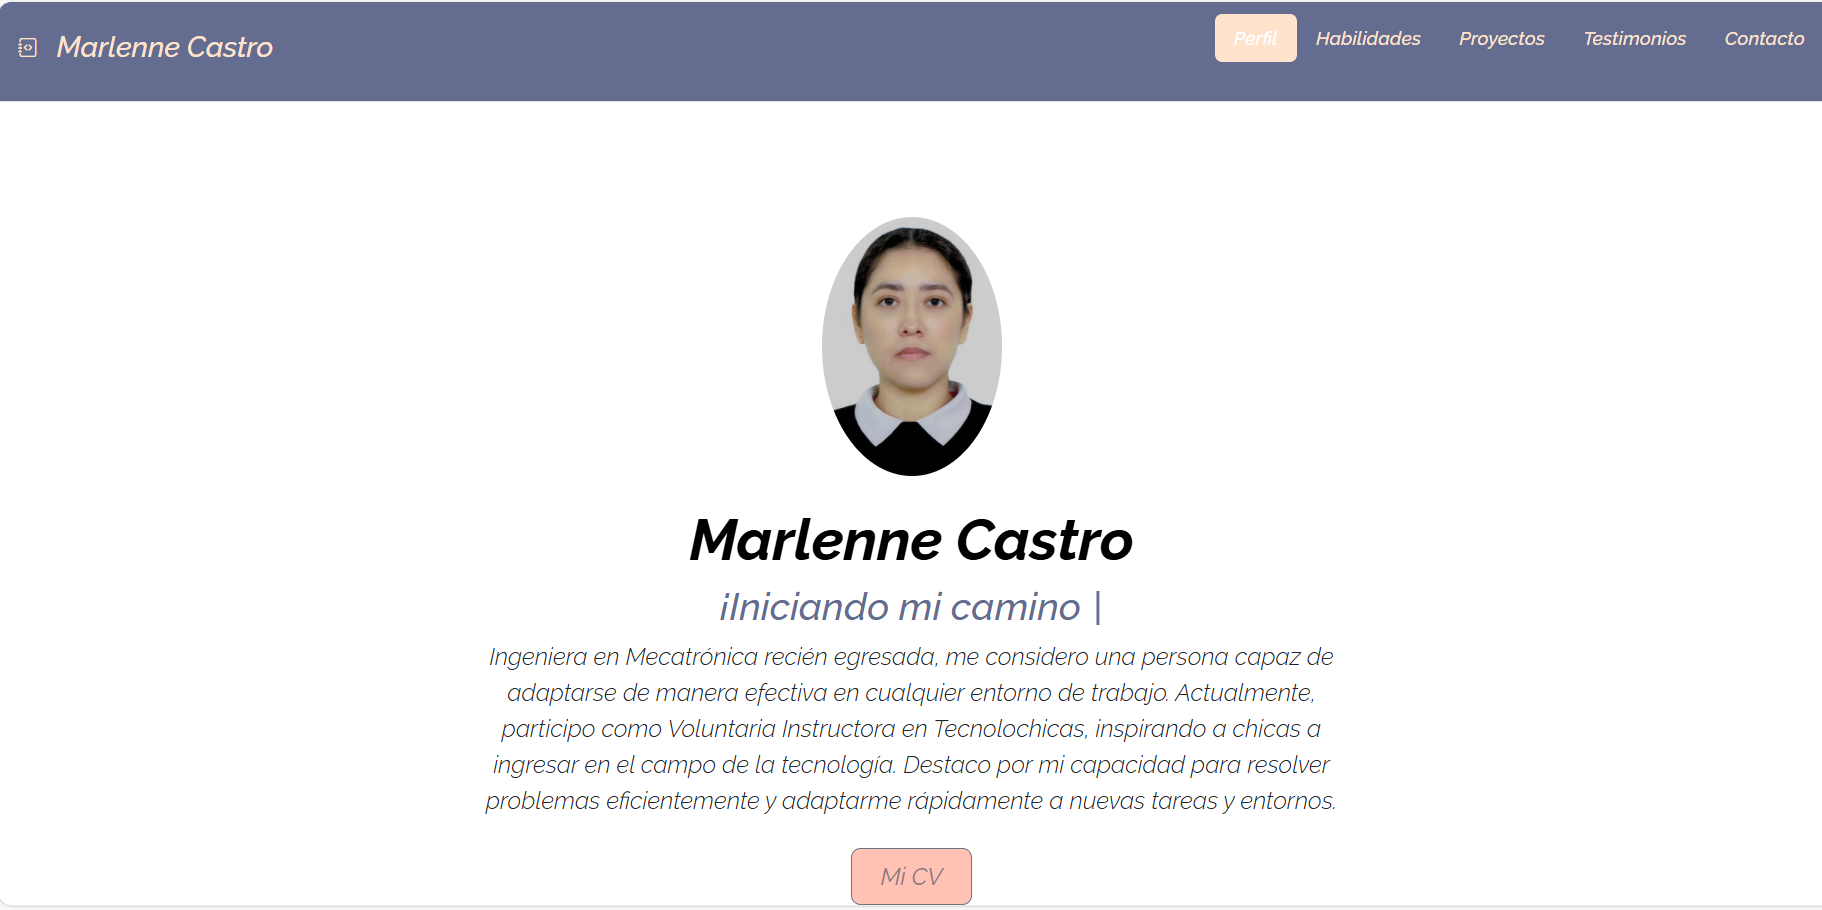 Marlenne Castro
Perfil Habilidades Proyectos Testimonios Contacto
Marlenne Castro
¡Iniciando mi camino |
Ingeniera en Mecatrónica recién egresada, me considero una persona capaz de
adaptarse de manera efectiva en cualquier entorno de trabajo. Actualmente,
participo como Voluntaria Instructora en Tecnolochicas, inspirando a chicas a
ingresar en el campo de la tecnología. Destaco por mi capacidad para resolver
problemas eficientemente y adaptarme rápidamente a nuevas tareas y entornos.
Mi CV